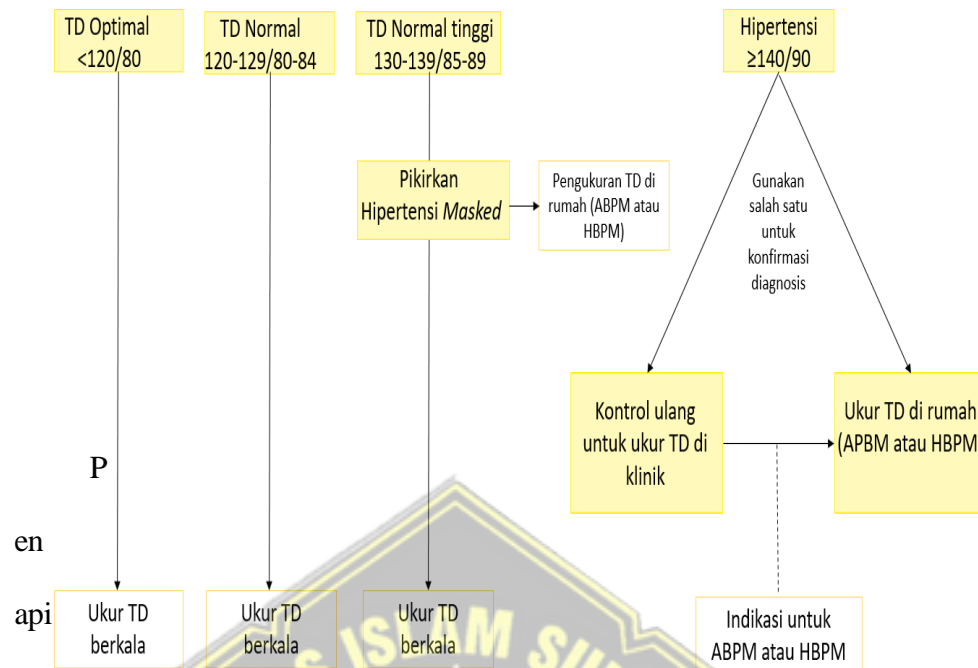 TD Optimal
<120/80
TD Normal
120-129/80-84
TD Normal tinggi
130-139/85-89
Hipertensi
≥140/90
Pikirkan
Hipertensi Masked
Pengukuran TD di
rumah (ABPM atau
HBPM)
Gunakan
salah satu
untuk
konfirmasi
diagnosis
Kontrol ulang
untuk ukur TD di
klinik
Ukur TD di rumah
(APBM atau HBPM
P
en
api
Ukur TD
berkala
Ukur TD
berkala
Ukur TD
berkala
Indikasi untuk
ABPM atau HBPM
S ISLAM SU